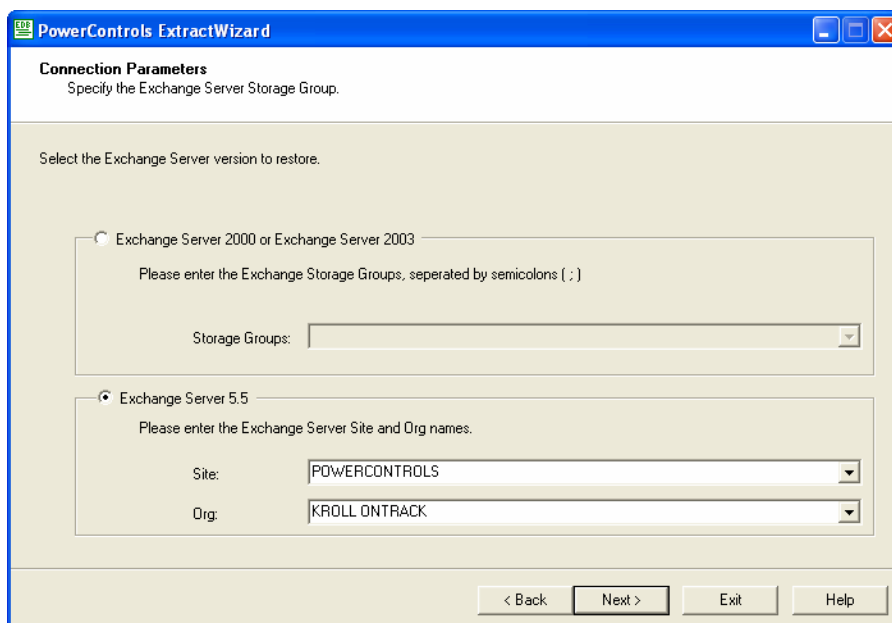 EDB
PowerControls ExtractWizard
Connection Parameters
Specify the Exchange Server Storage Group.
Select the Exchange Server version to restore.
Exchange Server 2000 or Exchange Server 2003
Please enter the Exchange Storage Groups, seperated by semicolons ( ; )
Storage Groups:
Exchange Server 5.5
Please enter the Exchange Server Site and Org names.
Site: POWERCONTROLS
Org: KROLL ONTRACK
< Back Next > Exit Help